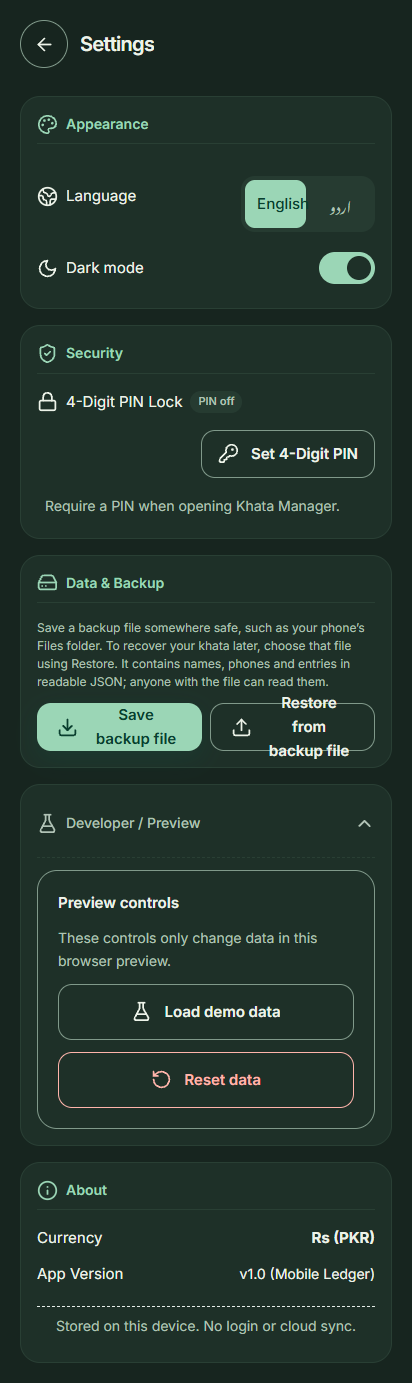 Settings
Appearance
Language
English
اردو
Dark mode
Security
4-Digit PIN Lock
PIN off
Set 4-Digit PIN
Require a PIN when opening Khata Manager.
Data & Backup
Save a backup file somewhere safe, such as your phone's
Files folder. To recover your khata later, choose that file
using Restore. It contains names, phones and entries in
readable JSON; anyone with the file can read them.
Save
backup file
Restore
from
backup file
Developer / Preview
Preview controls
These controls only change data in this
browser preview.
Load demo data
Reset data
About
Currency
Rs (PKR)
App Version
v1.0 (Mobile Ledger)
Stored on this device. No login or cloud sync.